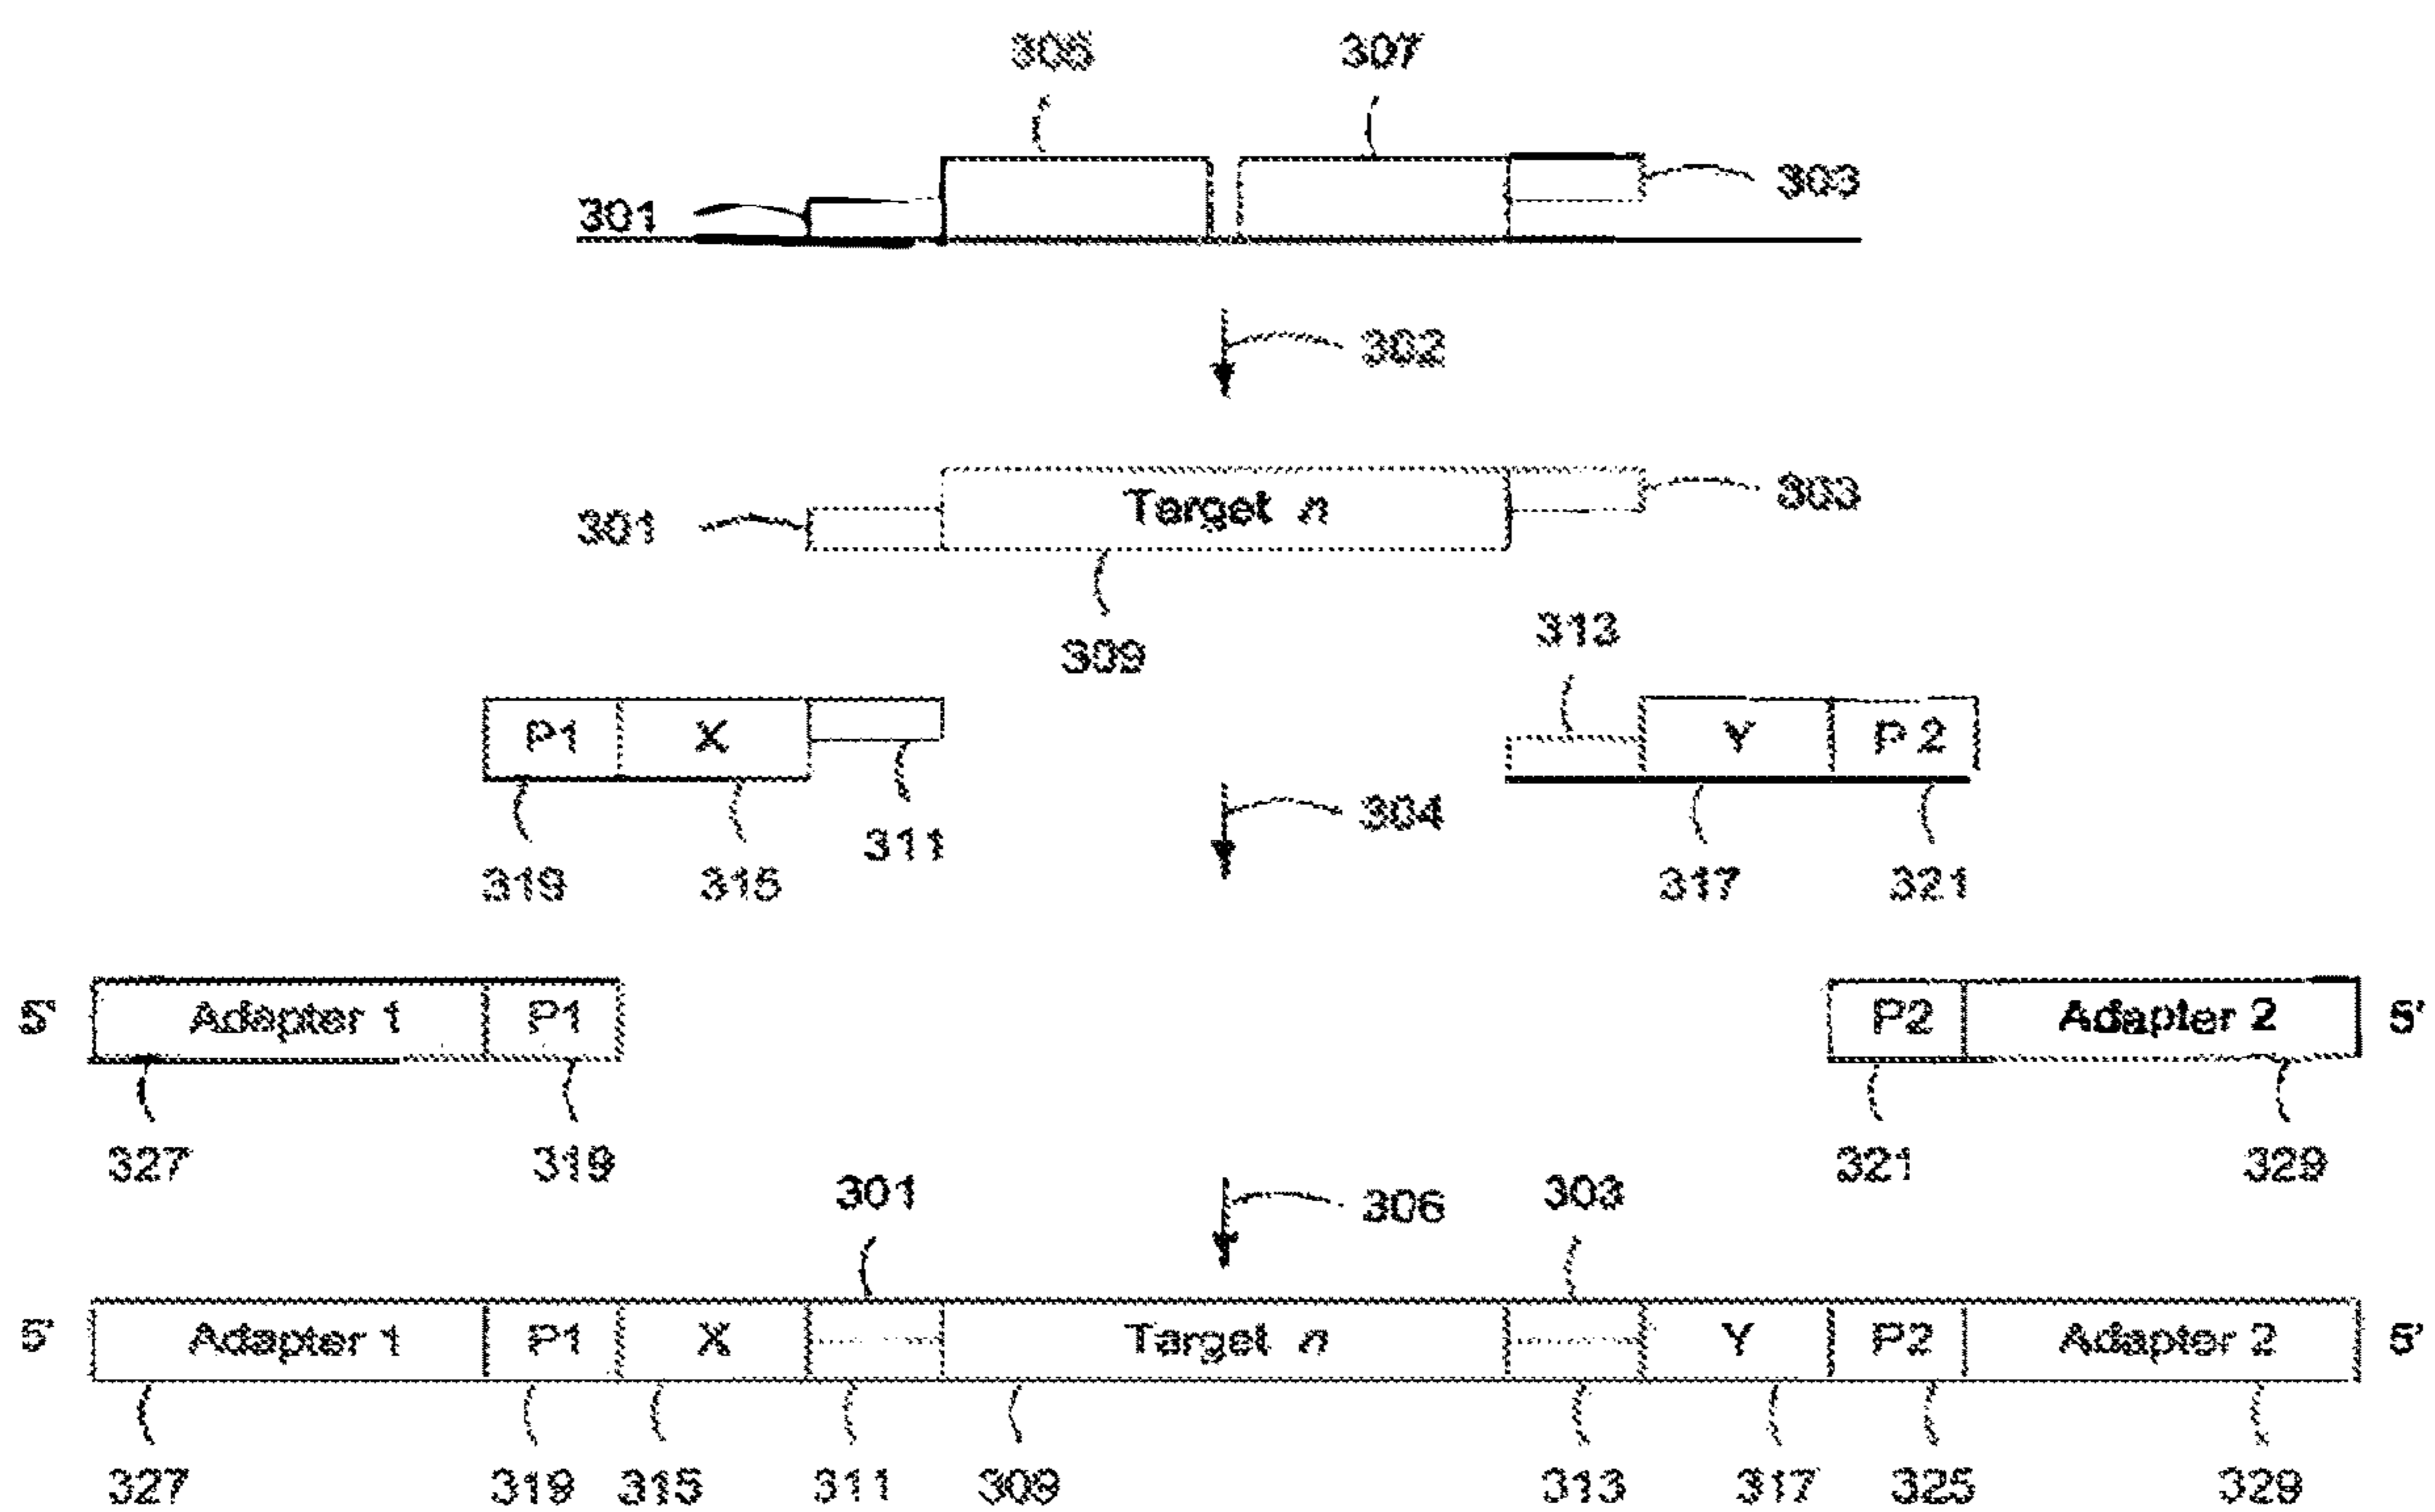 305 307
301 303
302
Target n
301 303
309
313
P1 X Y P 2
304
311
319 315 317 321
5' Adapter 1 P1 P2 Adapter 2 5'
327 319 321 329
301 306 303
5' Adapter 1 P1 X Target n Y P2 Adapter 2 5'
327 319 315 311 309 313 317 325 329